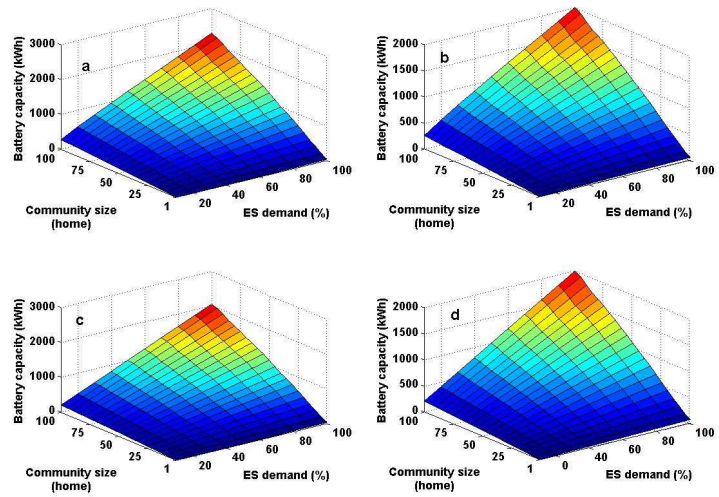 a
Battery capacity (kWh)
3000
2000
1000
0
100
75
50
25
1
Community size
(home)
20
40
60
80
100
ES demand (%)
b
Battery capacity (kWh)
2000
1500
1000
500
0
100
75
50
25
1
Community size
(home)
20
40
60
80
100
ES demand (%)
c
Battery capacity (kWh)
3000
2000
1000
0
100
75
50
25
1
Community size
(home)
20
40
60
80
100
ES demand (%)
d
Battery capacity (kWh)
2000
1500
1000
500
0
100
75
50
25
1
Community size
(home)
0
40
60
80
100
ES demand (%)